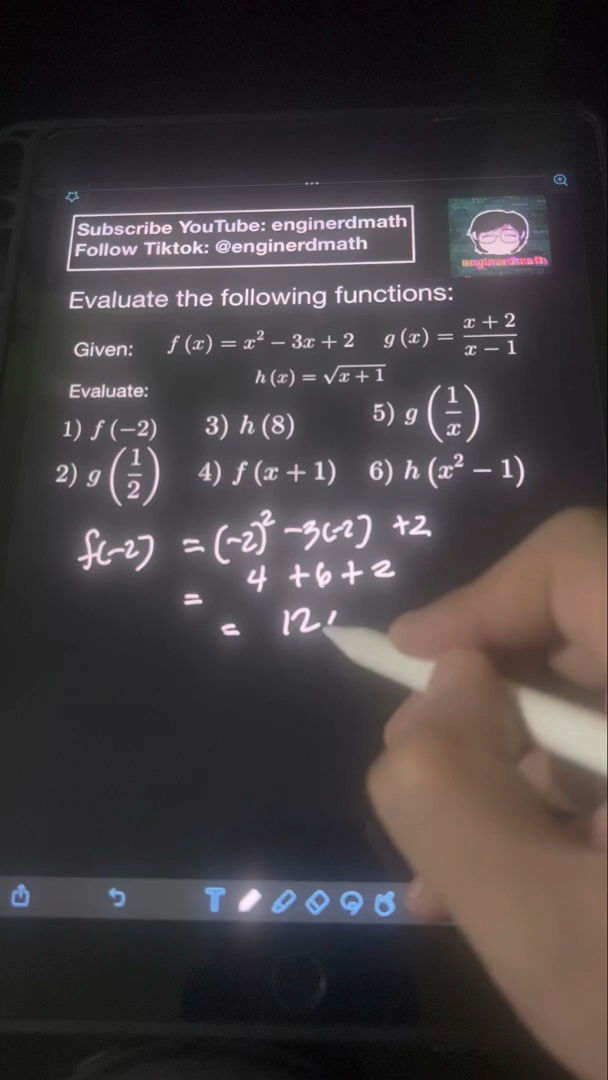 Subscribe YouTube: enginerdmath
Follow Tiktok: @enginerdmath
enginerdmath
Evaluate the following functions:
Given: f (x) = x² − 3x + 2 g (x) = (x + 2)/(x − 1)
h (x) = √(x + 1)
Evaluate:
1) f (−2) 3) h (8) 5) g (1/x)
2) g (1/2) 4) f (x + 1) 6) h (x² − 1)
f(-2) = (-2)² -3(-2) +2
= 4 +6+2
= 12
T